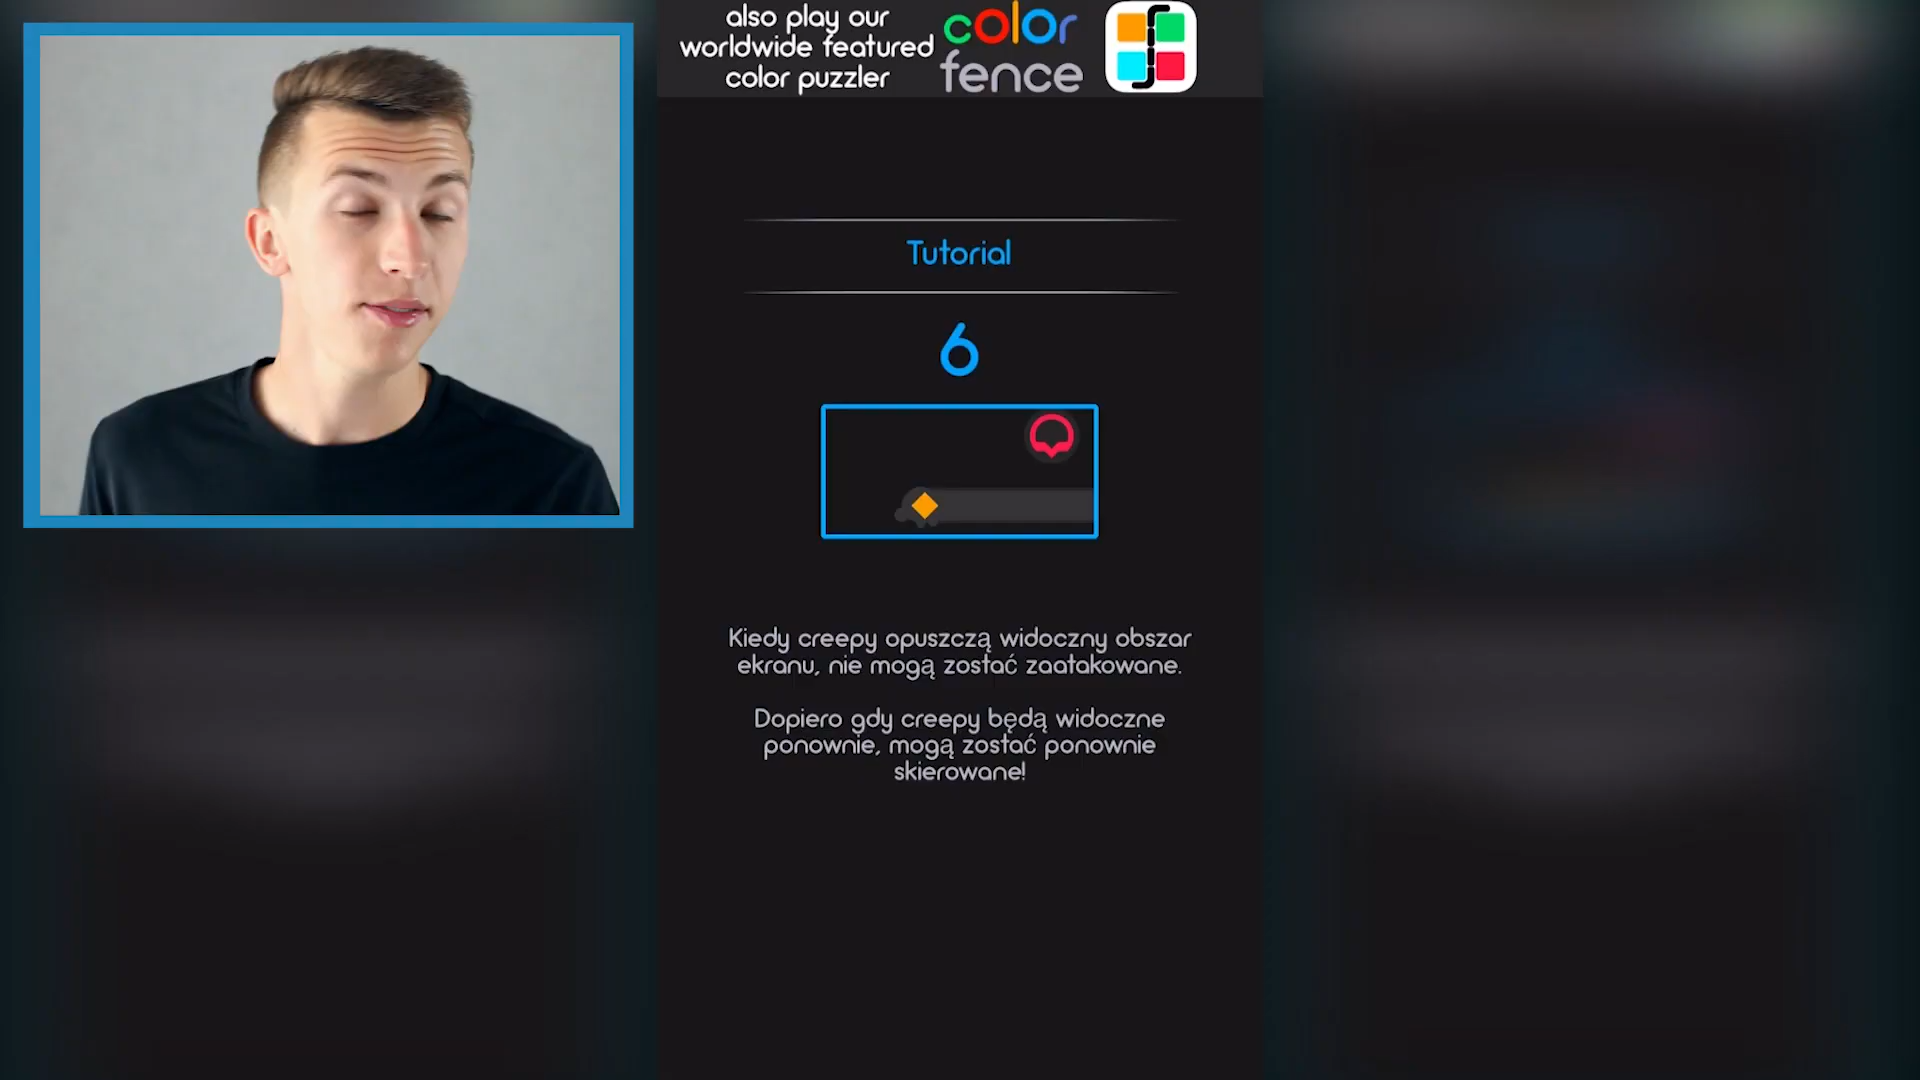 also play our
worldwide featured
color puzzler
color
fence
Tutorial
6
Kiedy creepy opuszczą widoczny obszar
ekranu, nie mogą zostać zaatakowane.
Dopiero gdy creepy będą widoczne
ponownie, mogą zostać ponownie
skierowane!